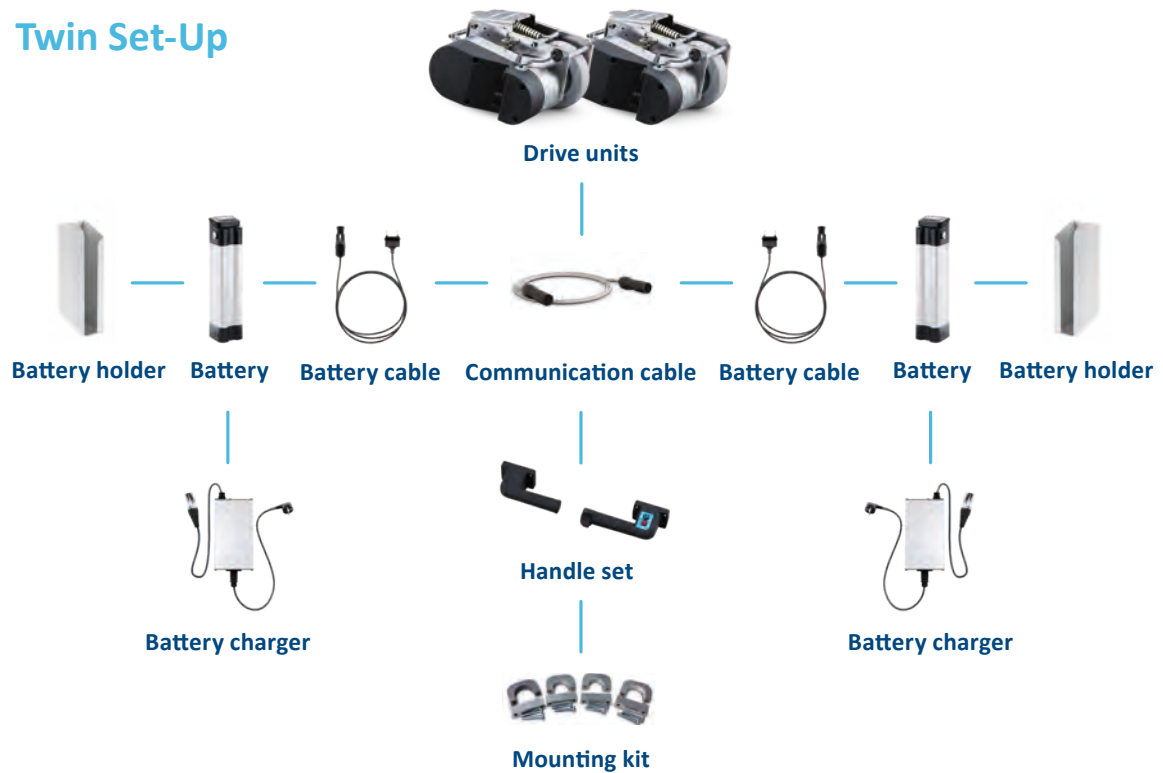 Twin Set-Up
Drive units
Battery holder
Battery
Battery cable
Communication cable
Battery cable
Battery
Battery holder
Handle set
Battery charger
Battery charger
Mounting kit